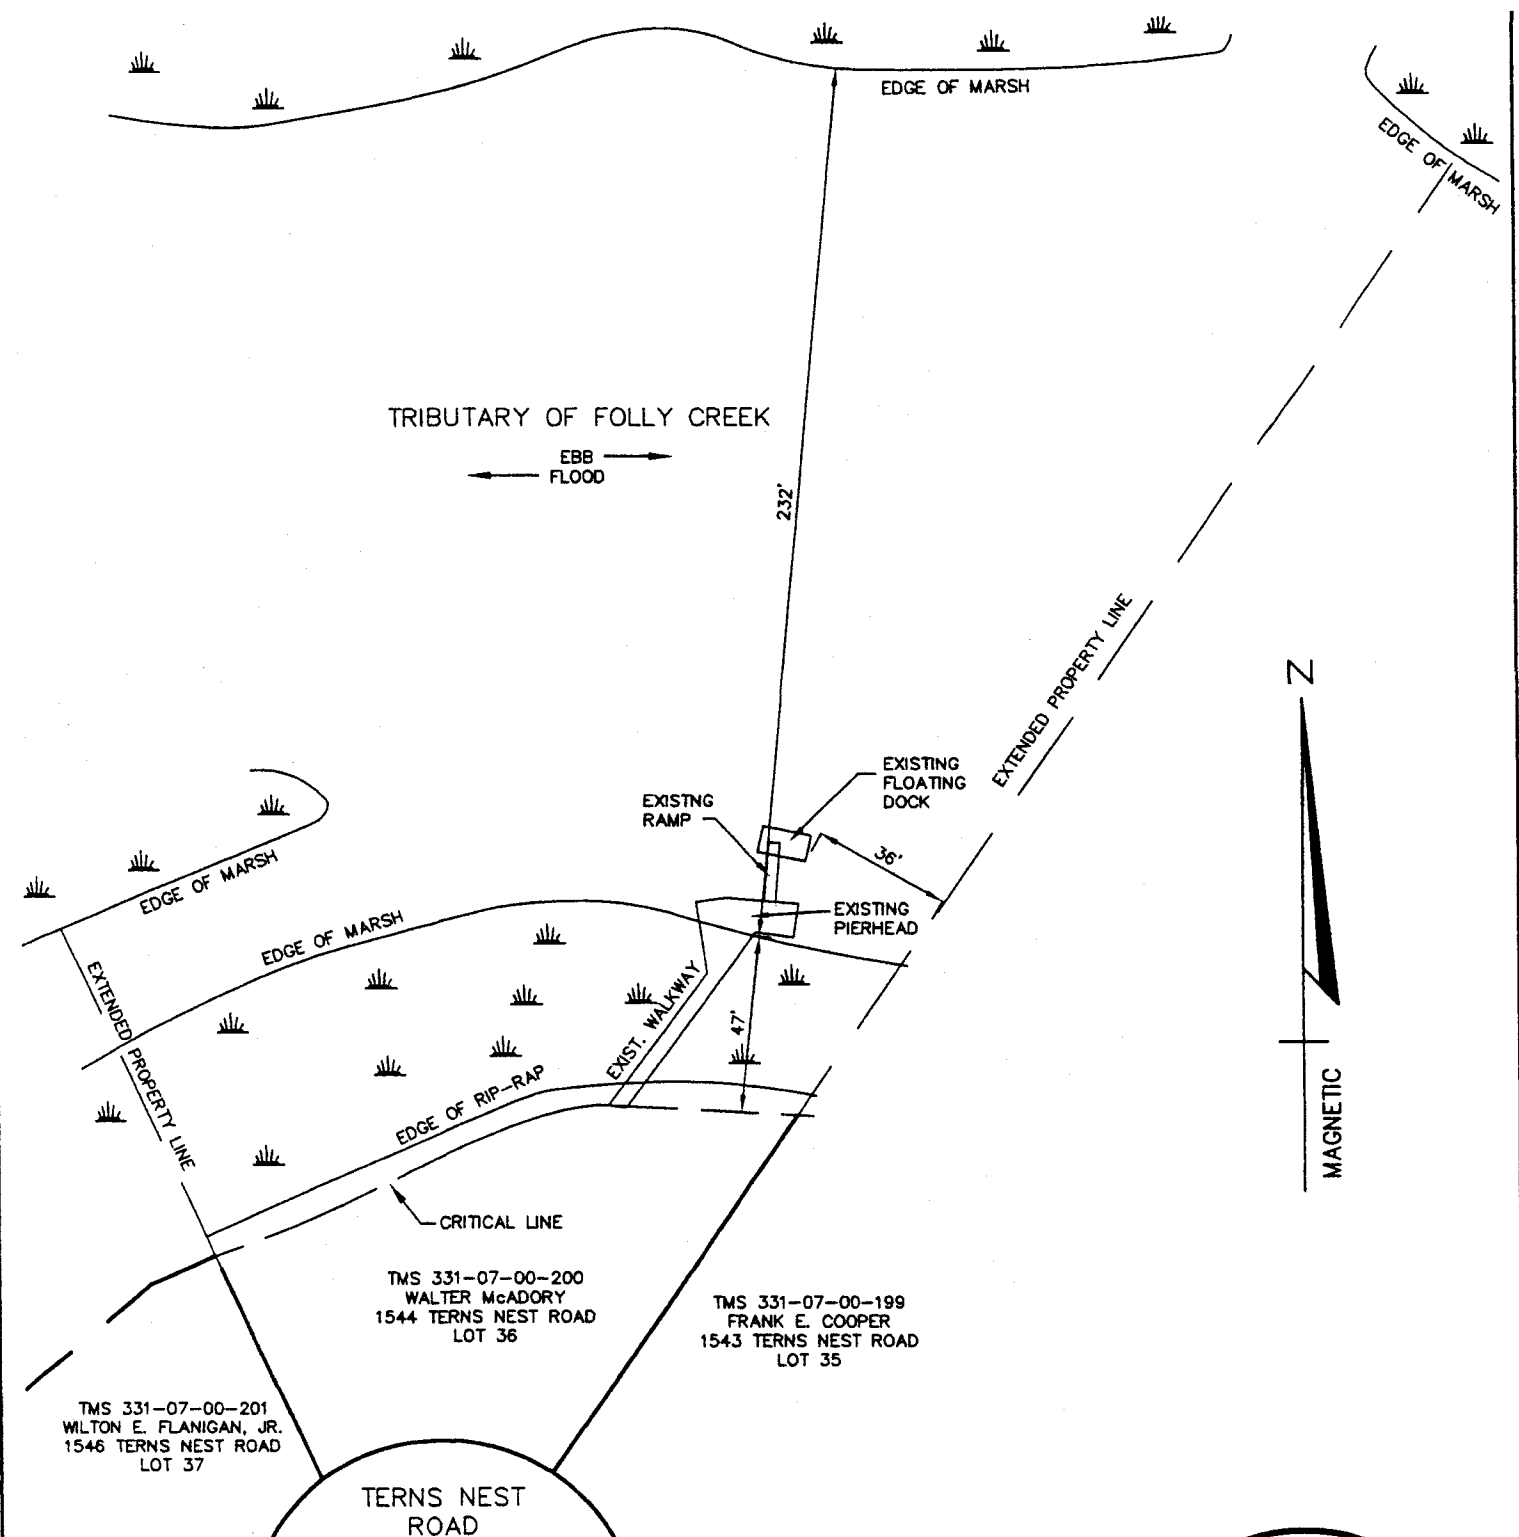 EDGE OF MARSH
EDGE OF MARSH
TRIBUTARY OF FOLLY CREEK
EBB
FLOOD
232'
EXTENDED PROPERTY LINE
N
MAGNETIC
EXISTING
FLOATING
DOCK
EXISTNG
RAMP
36'
EXISTING
PIERHEAD
EDGE OF MARSH
EDGE OF MARSH
EXTENDED PROPERTY LINE
EXIST. WALKWAY
47'
EDGE OF RIP-RAP
CRITICAL LINE
TMS 331-07-00-200
WALTER McADORY
1544 TERNS NEST ROAD
LOT 36
TMS 331-07-00-199
FRANK E. COOPER
1543 TERNS NEST ROAD
LOT 35
TMS 331-07-00-201
WILTON E. FLANIGAN, JR.
1546 TERNS NEST ROAD
LOT 37
TERNS NEST
ROAD